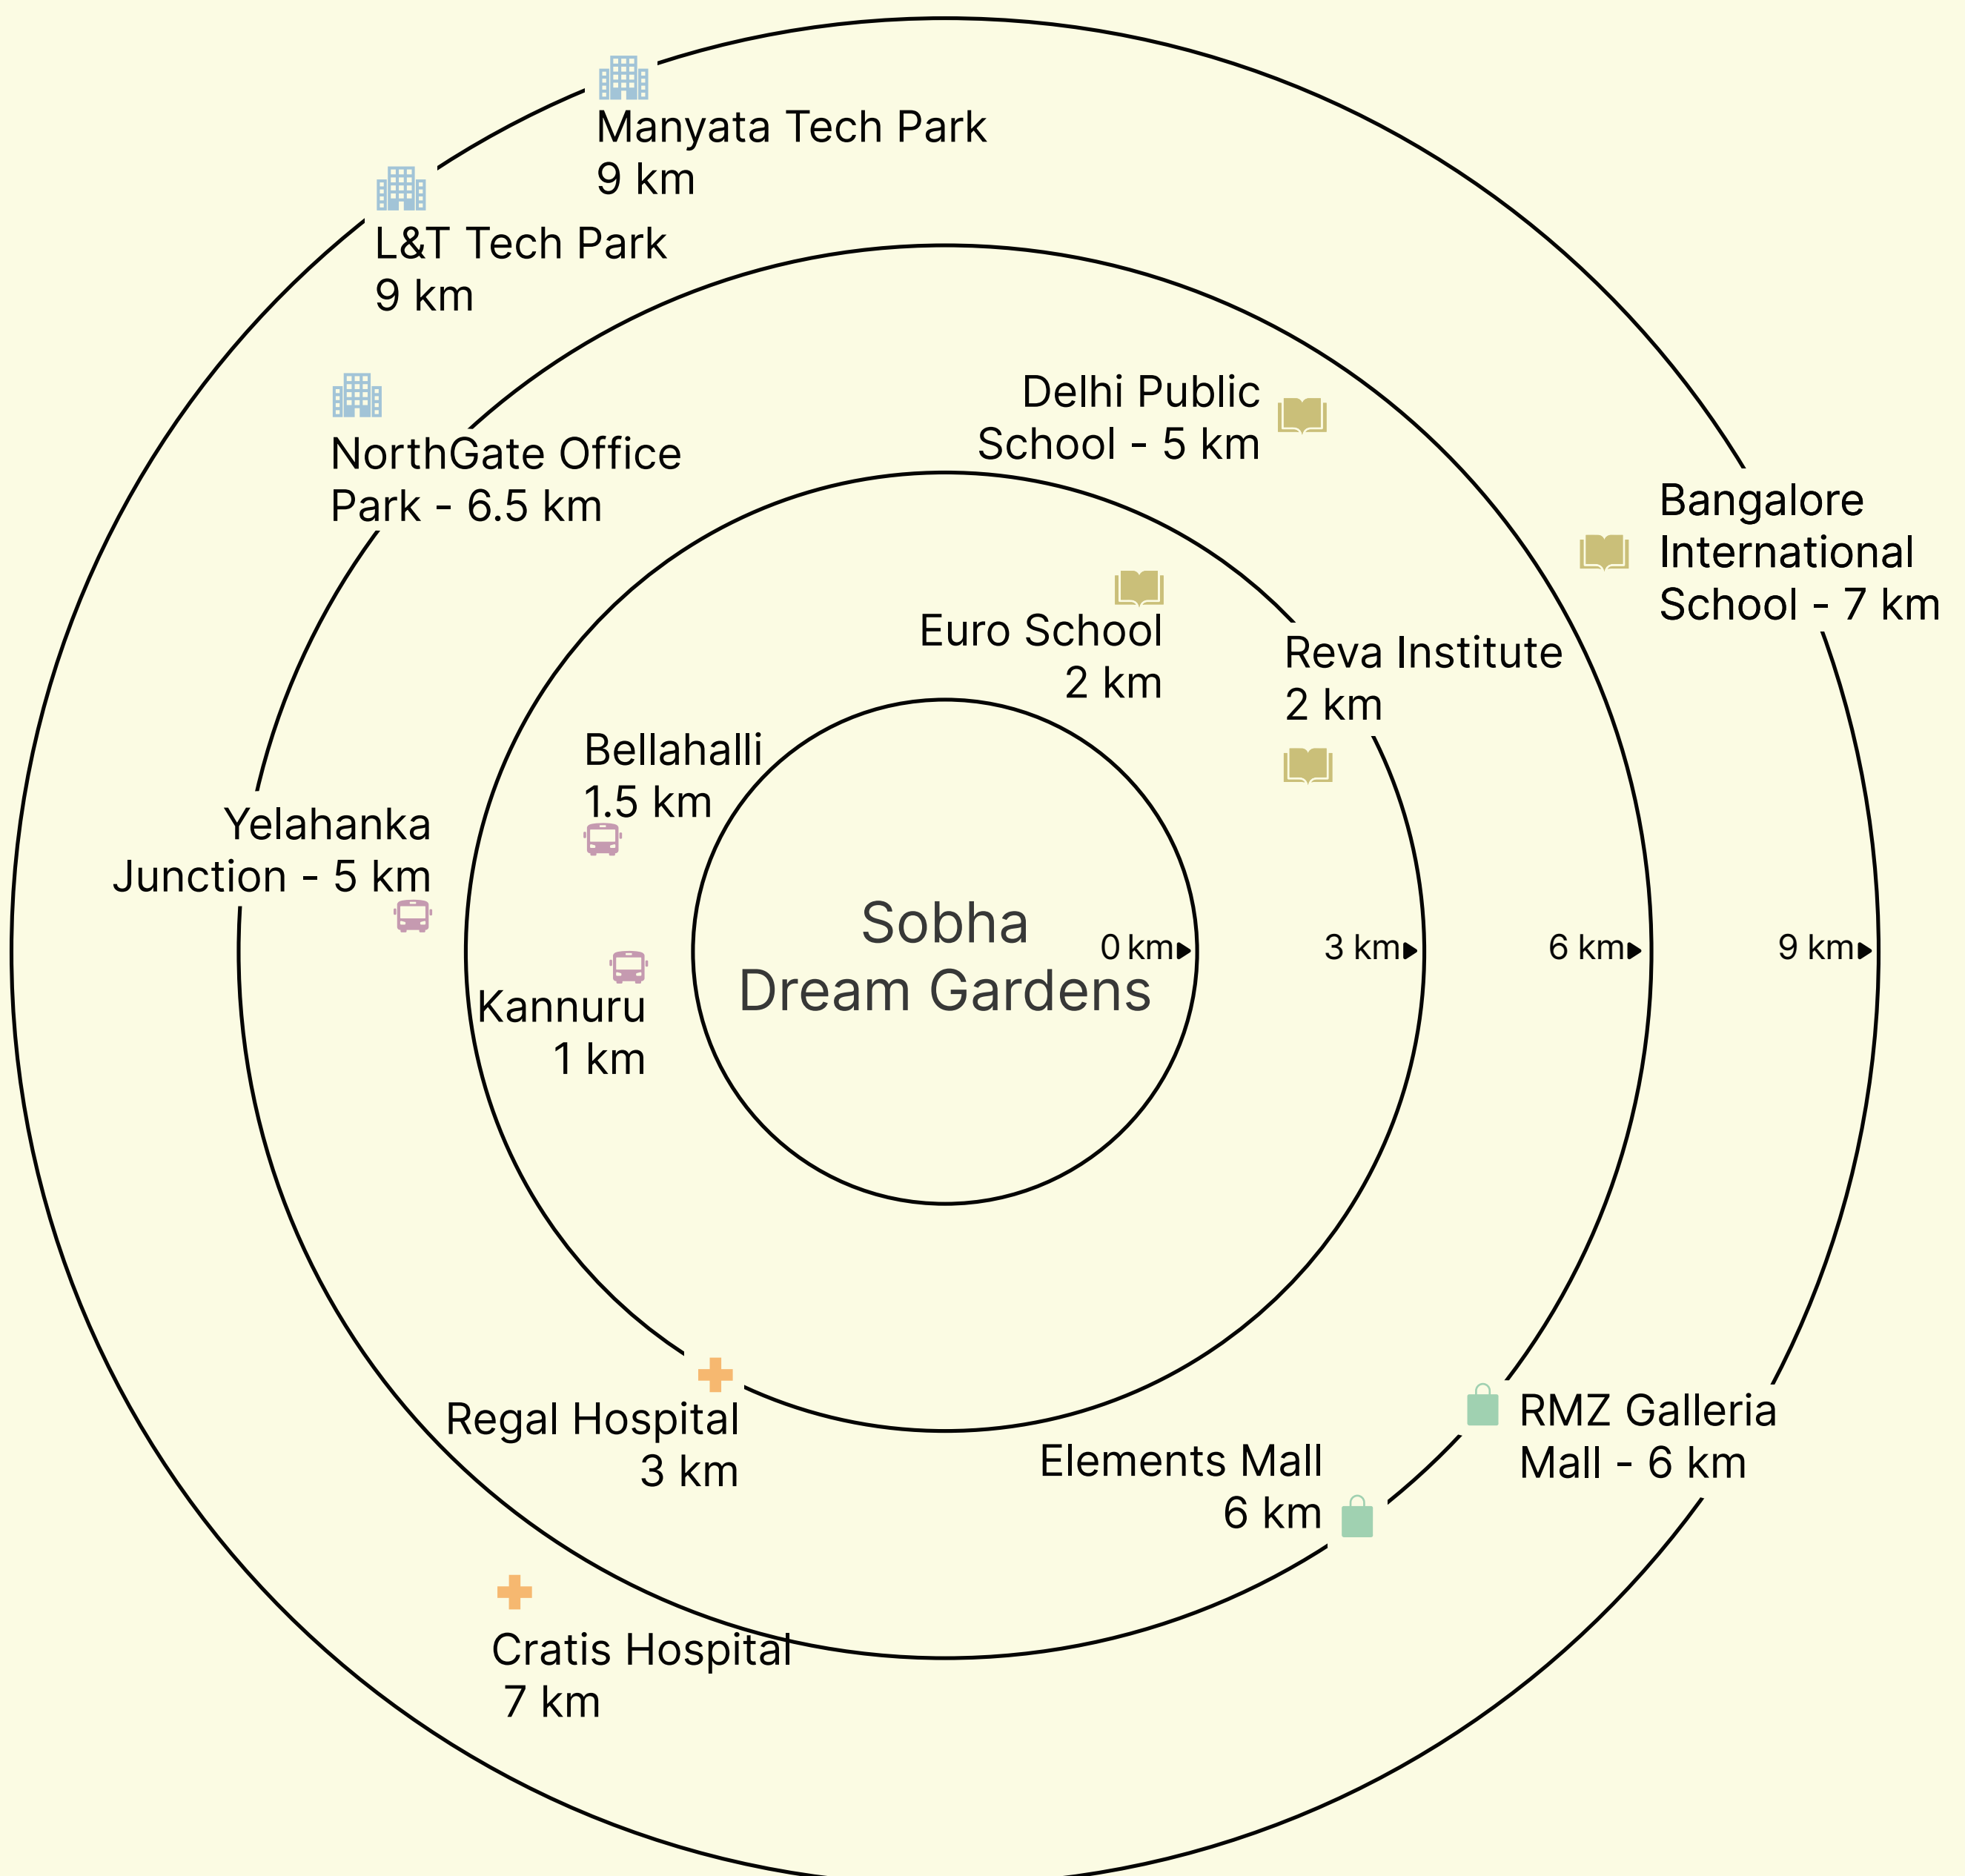 Manyata Tech Park
9 km
L&T Tech Park
9 km
NorthGate Office
Park - 6.5 km
Delhi Public
School - 5 km
Bangalore
International
School - 7 km
Euro School
2 km
Reva Institute
2 km
Bellahalli
1.5 km
Yelahanka
Junction - 5 km
Kannuru
1 km
Sobha
Dream Gardens
0 km
3 km
6 km
9 km
Regal Hospital
3 km
Elements Mall
6 km
RMZ Galleria
Mall - 6 km
Cratis Hospital
7 km